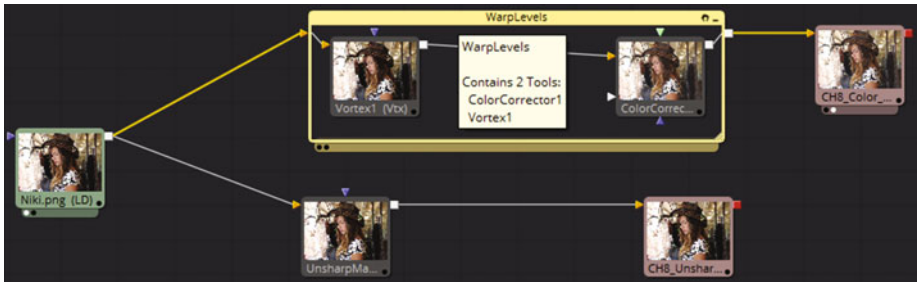 WarpLevels
WarpLevels
Contains 2 Tools:
ColorCorrector1
Vortex1
Vortex1 (Vtx)
ColorCorrec...
CH8_Color_...
Niki.png (LD)
UnsharpMa...
CH8_Unshar...